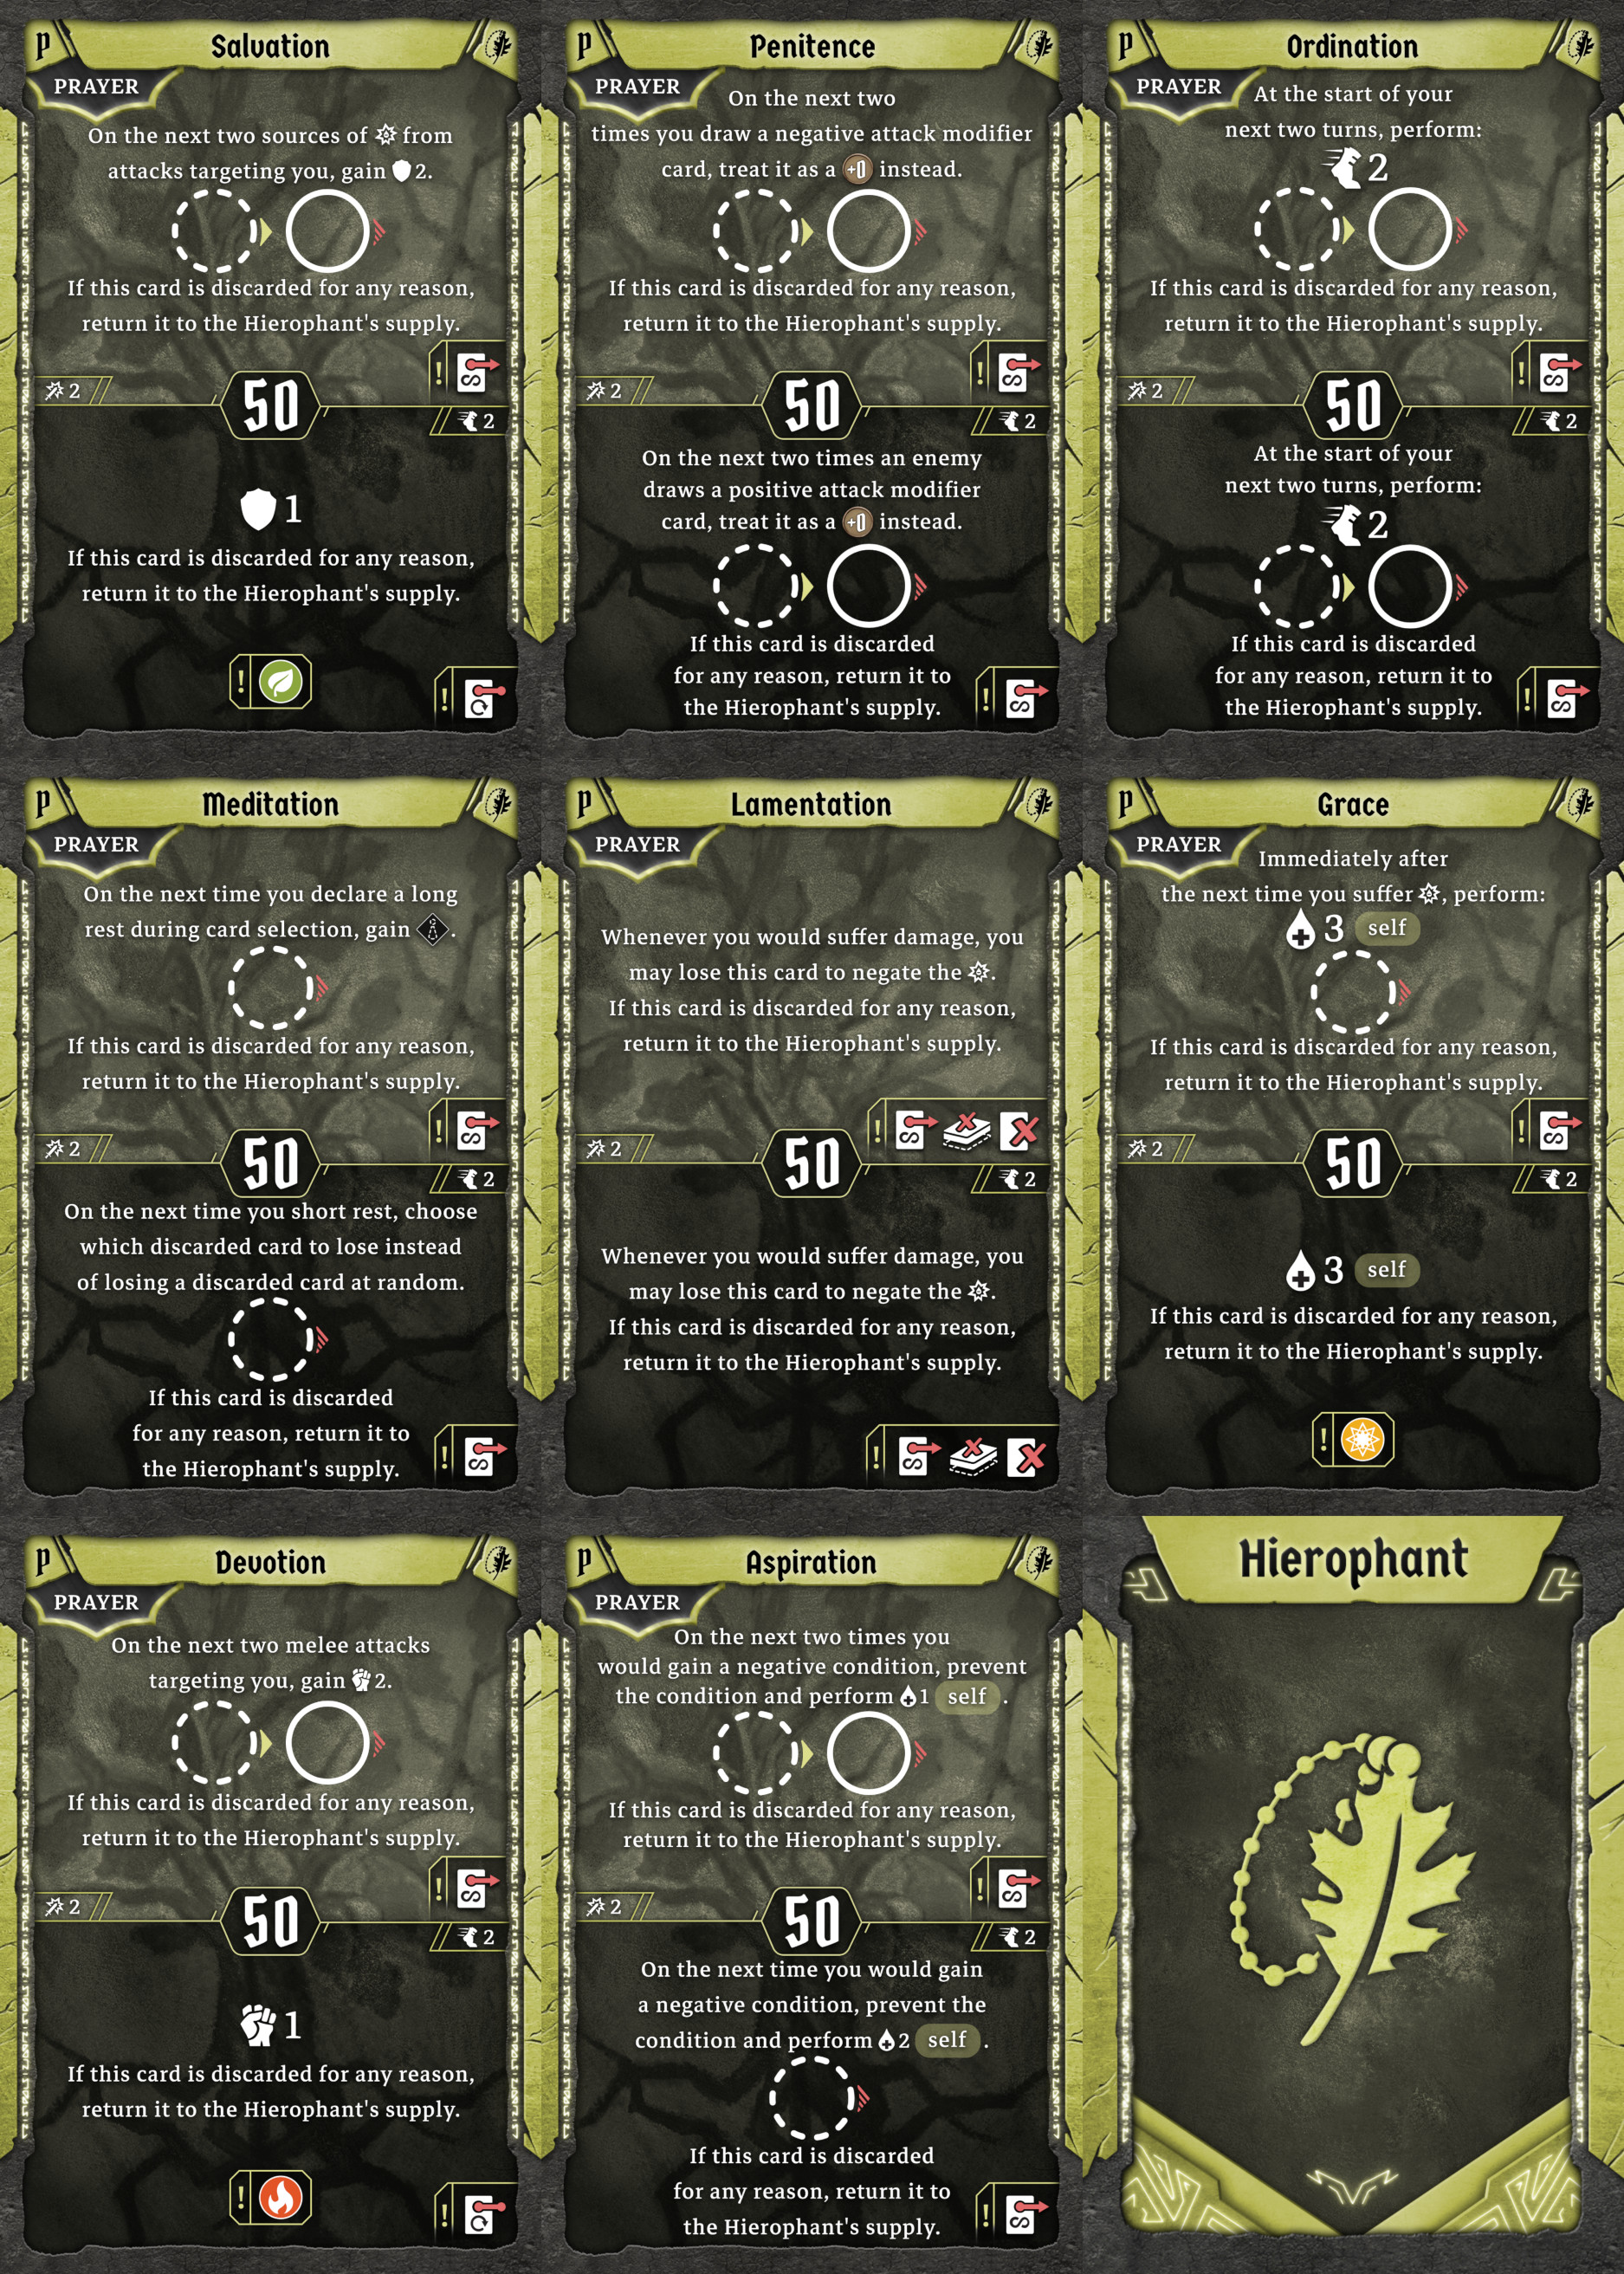 P
Salvation
PRAYER
On the next two sources of from
attacks targeting you, gain 2.
If this card is discarded for any reason,
return it to the Hierophant's supply.
!
2
50
2
1
If this card is discarded for any reason,
return it to the Hierophant's supply.
!
!
P
Penitence
PRAYER
On the next two
times you draw a negative attack modifier
card, treat it as a +0 instead.
If this card is discarded for any reason,
return it to the Hierophant's supply.
!
2
50
2
On the next two times an enemy
draws a positive attack modifier
card, treat it as a +0 instead.
If this card is discarded
for any reason, return it to
the Hierophant's supply.
!
P
Ordination
PRAYER
At the start of your
next two turns, perform:
2
If this card is discarded for any reason,
return it to the Hierophant's supply.
!
2
50
2
At the start of your
next two turns, perform:
2
If this card is discarded
for any reason, return it to
the Hierophant's supply.
!
P
Meditation
PRAYER
On the next time you declare a long
rest during card selection, gain .
If this card is discarded for any reason,
return it to the Hierophant's supply.
!
2
50
2
On the next time you short rest, choose
which discarded card to lose instead
of losing a discarded card at random.
If this card is discarded
for any reason, return it to
the Hierophant's supply.
!
P
Lamentation
PRAYER
Whenever you would suffer damage, you
may lose this card to negate the .
If this card is discarded for any reason,
return it to the Hierophant's supply.
!
2
50
2
Whenever you would suffer damage, you
may lose this card to negate the .
If this card is discarded for any reason,
return it to the Hierophant's supply.
!
P
Grace
PRAYER
Immediately after
the next time you suffer , perform:
3 self
If this card is discarded for any reason,
return it to the Hierophant's supply.
!
2
50
2
3 self
If this card is discarded for any reason,
return it to the Hierophant's supply.
!
P
Devotion
PRAYER
On the next two melee attacks
targeting you, gain 2.
If this card is discarded for any reason,
return it to the Hierophant's supply.
!
2
50
2
1
If this card is discarded for any reason,
return it to the Hierophant's supply.
!
!
P
Aspiration
PRAYER
On the next two times you
would gain a negative condition, prevent
the condition and perform 1 self .
If this card is discarded for any reason,
return it to the Hierophant's supply.
!
2
50
2
On the next time you would gain
a negative condition, prevent the
condition and perform 2 self .
If this card is discarded
for any reason, return it to
the Hierophant's supply.
!
Hierophant